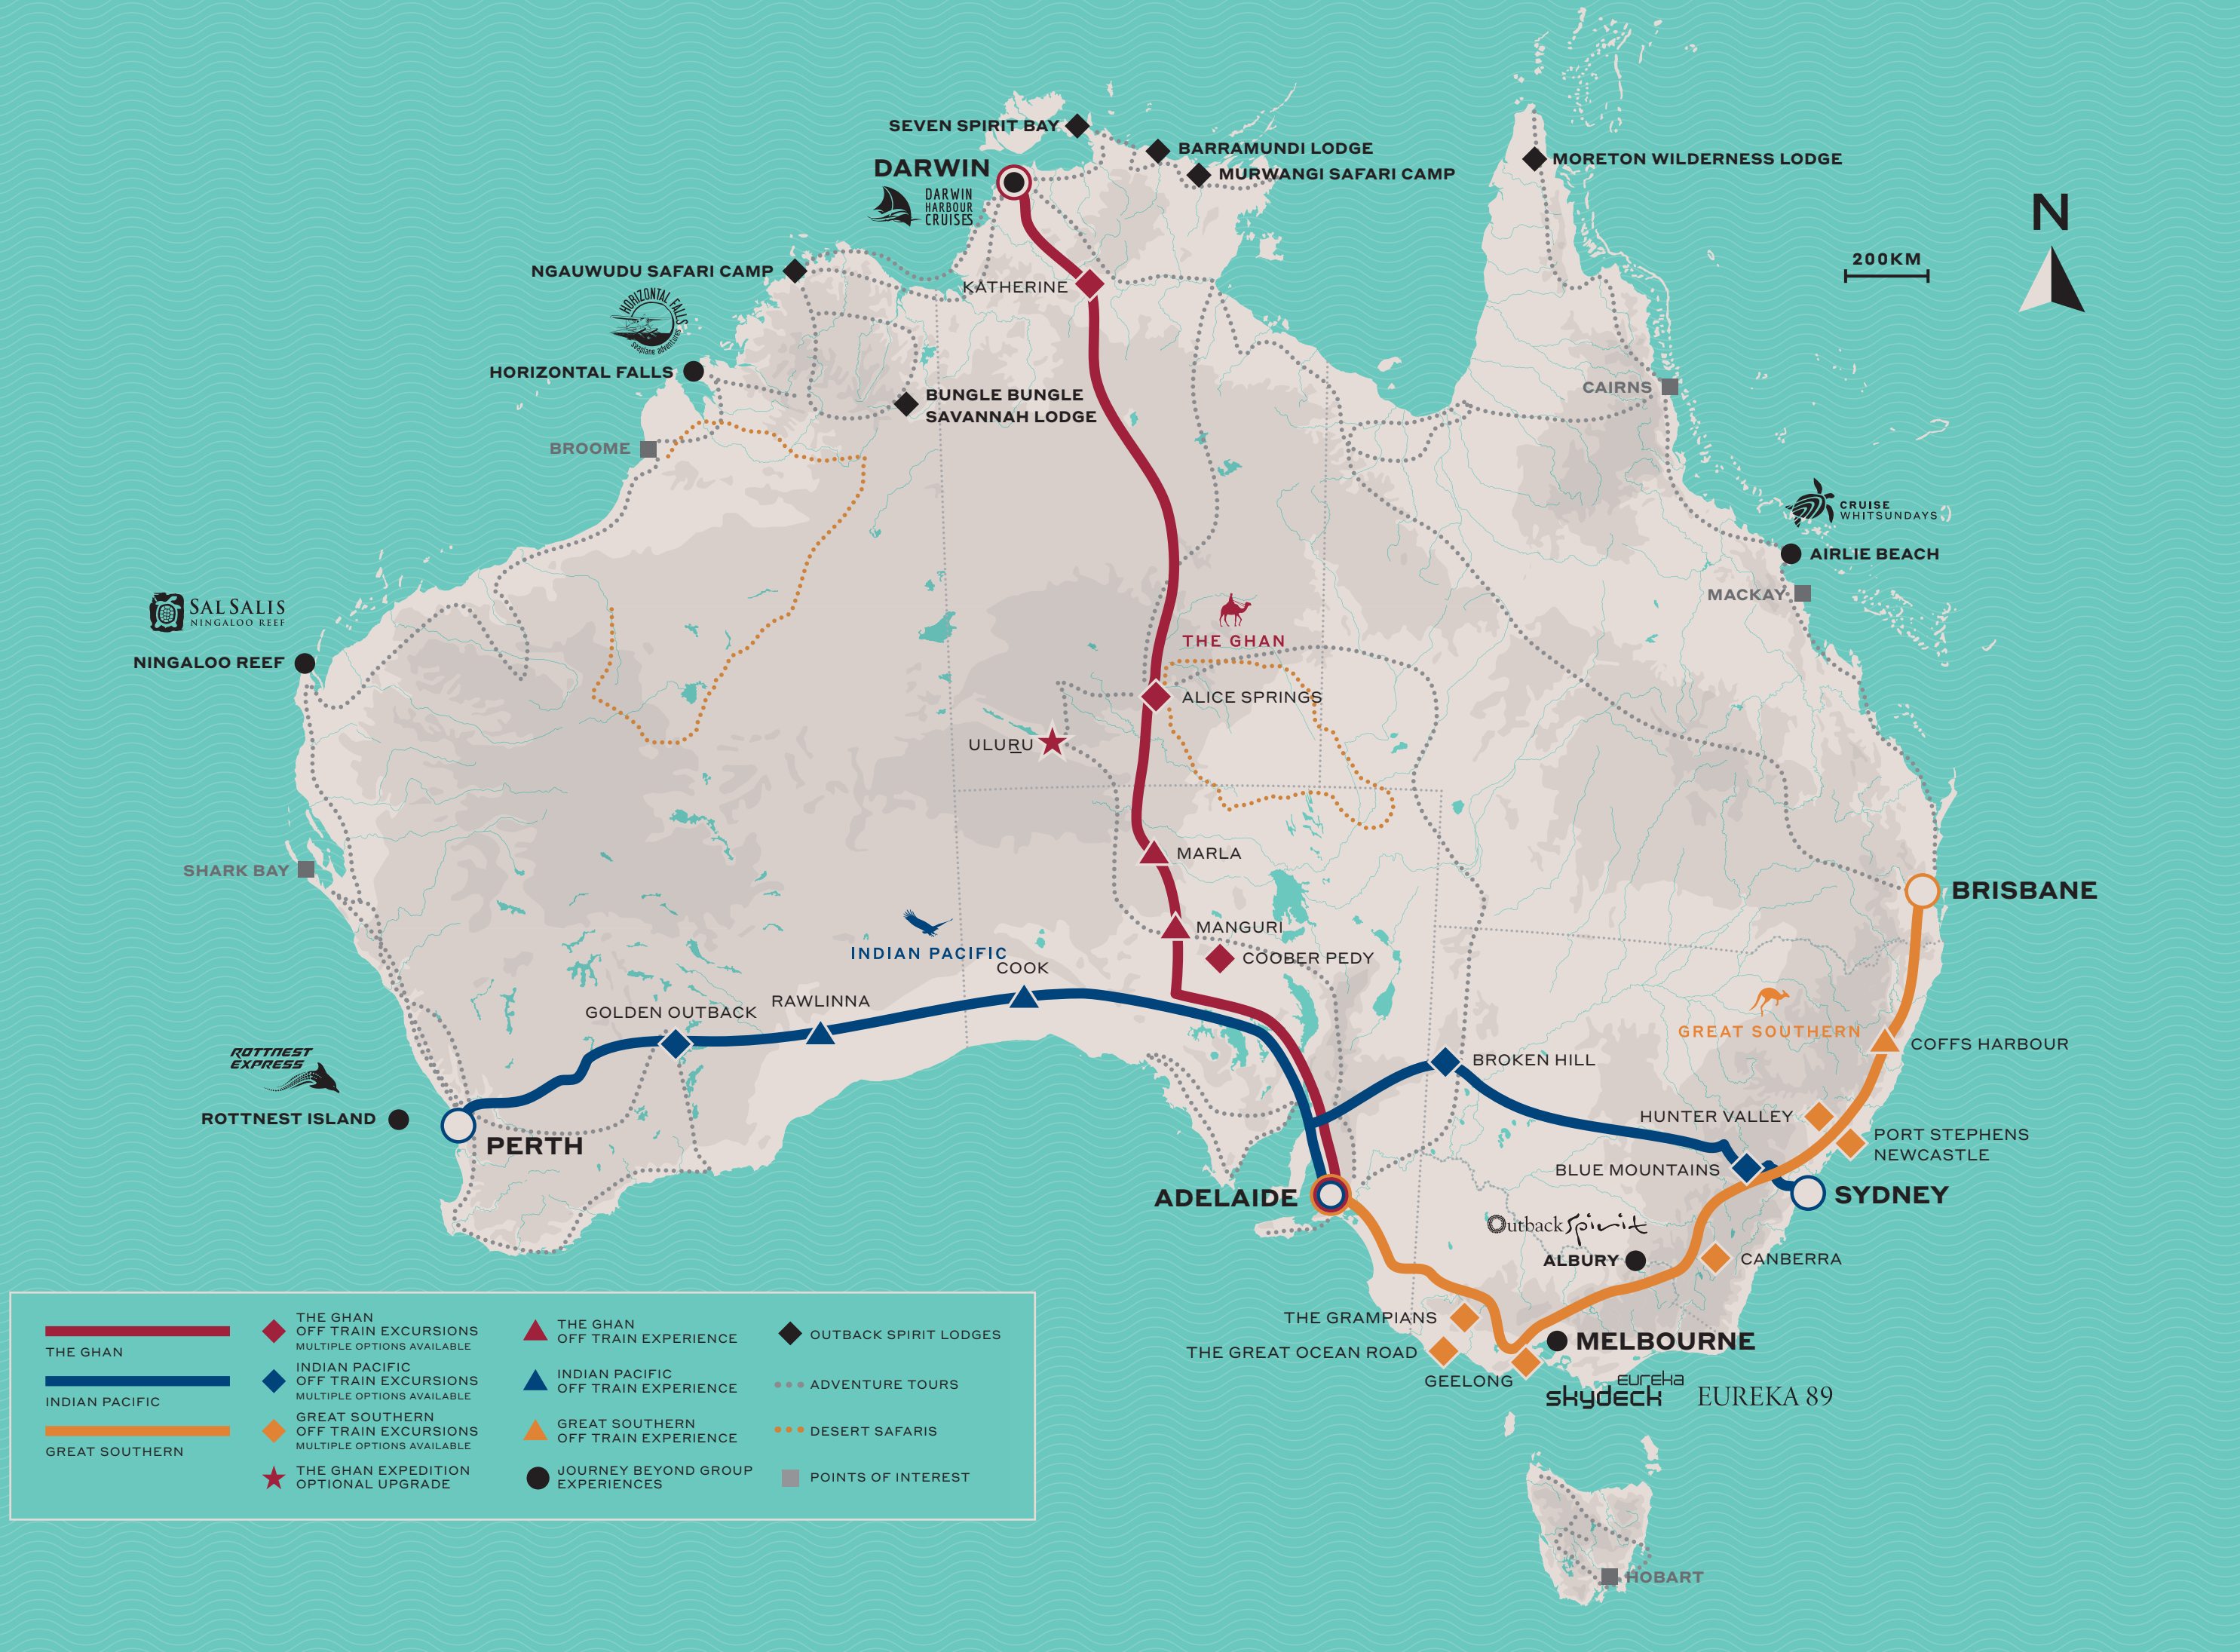 SEVEN SPIRIT BAY
BARRAMUNDI LODGE
MURWANGI SAFARI CAMP
MORETON WILDERNESS LODGE
DARWIN
DARWIN
HARBOUR
CRUISES
N
200KM
NGAUWUDU SAFARI CAMP
KATHERINE
HORIZONTAL FALLS
seaplane adventures
HORIZONTAL FALLS
BUNGLE BUNGLE
SAVANNAH LODGE
CAIRNS
BROOME
CRUISE
WHITSUNDAYS
AIRLIE BEACH
MACKAY
SAL SALIS
NINGALOO REEF
NINGALOO REEF
THE GHAN
ALICE SPRINGS
ULURU
MARLA
SHARK BAY
BRISBANE
MANGURI
INDIAN PACIFIC
COOBER PEDY
COOK
RAWLINNA
GOLDEN OUTBACK
GREAT SOUTHERN
COFFS HARBOUR
ROTTNEST
EXPRESS
BROKEN HILL
ROTTNEST ISLAND
HUNTER VALLEY
PORT STEPHENS
NEWCASTLE
PERTH
BLUE MOUNTAINS
ADELAIDE
SYDNEY
Outback Spirit
ALBURY
CANBERRA
THE GRAMPIANS
MELBOURNE
THE GREAT OCEAN ROAD
GEELONG
eureka
skydeck
EUREKA 89
HOBART
THE GHAN
INDIAN PACIFIC
GREAT SOUTHERN
THE GHAN
OFF TRAIN EXCURSIONS
MULTIPLE OPTIONS AVAILABLE
INDIAN PACIFIC
OFF TRAIN EXCURSIONS
MULTIPLE OPTIONS AVAILABLE
GREAT SOUTHERN
OFF TRAIN EXCURSIONS
MULTIPLE OPTIONS AVAILABLE
THE GHAN EXPEDITION
OPTIONAL UPGRADE
THE GHAN
OFF TRAIN EXPERIENCE
INDIAN PACIFIC
OFF TRAIN EXPERIENCE
GREAT SOUTHERN
OFF TRAIN EXPERIENCE
JOURNEY BEYOND GROUP
EXPERIENCES
OUTBACK SPIRIT LODGES
ADVENTURE TOURS
DESERT SAFARIS
POINTS OF INTEREST